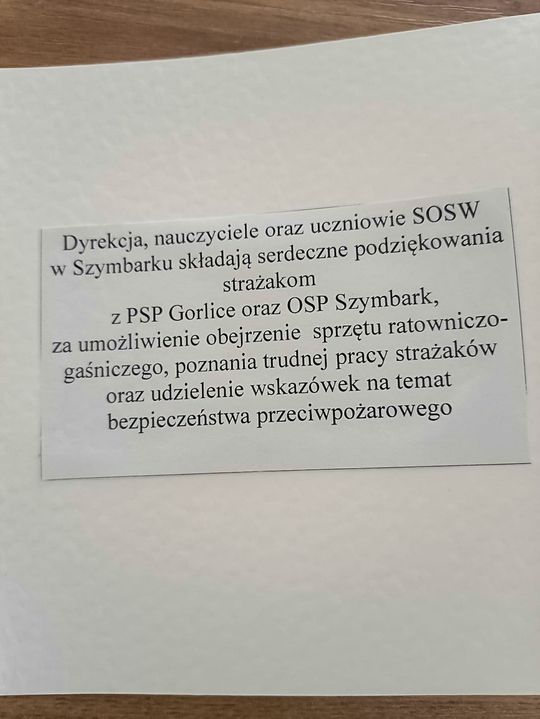 Dyrekcja, nauczyciele oraz uczniowie SOSW
w Szymbarku składają serdeczne podziękowania
strażakom
z PSP Gorlice oraz OSP Szymbark,
za umożliwienie obejrzenie sprzętu ratowniczo-
gaśniczego, poznania trudnej pracy strażaków
oraz udzielenie wskazówek na temat
bezpieczeństwa przeciwpożarowego